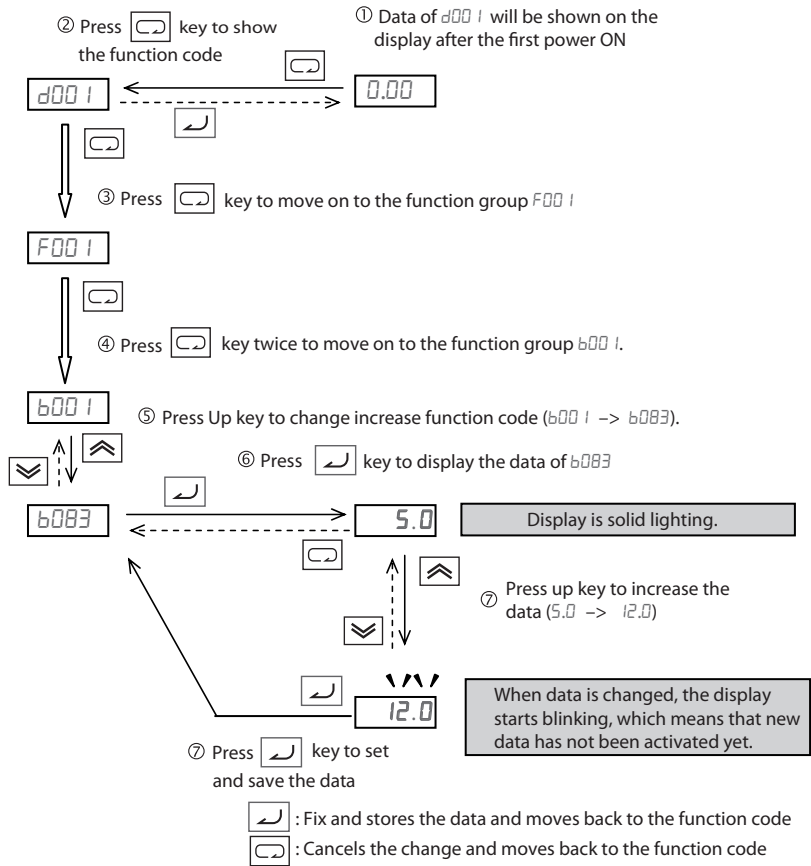 ② Press key to show
the function code
① Data of d001 will be shown on the
display after the first power ON
d001
0.00
③ Press key to move on to the function group F001
F001
④ Press key twice to move on to the function group b001.
b001
⑤ Press Up key to change increase function code (b001 –> b083).
⑥ Press key to display the data of b083
b083
5.0
Display is solid lighting.
⑦ Press up key to increase the
data (5.0 –> 12.0)
12.0
When data is changed, the display
starts blinking, which means that new
data has not been activated yet.
⑦ Press key to set
and save the data
: Fix and stores the data and moves back to the function code
: Cancels the change and moves back to the function code